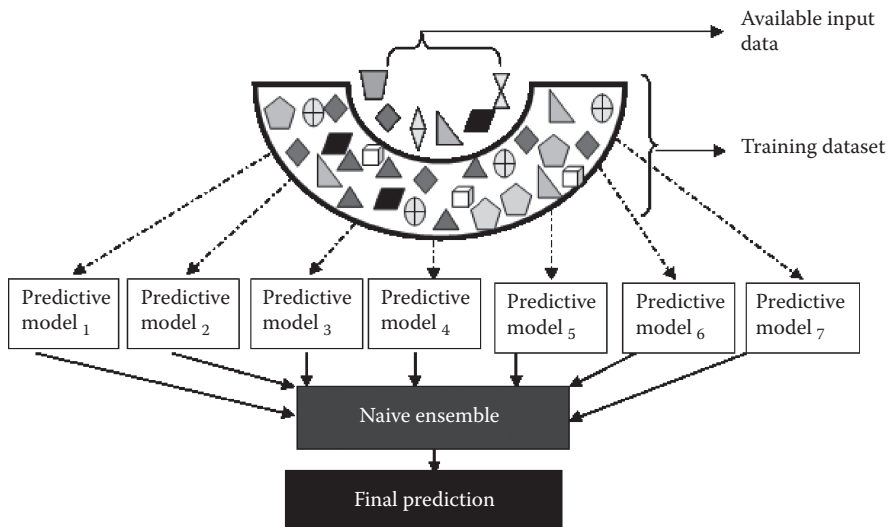 Available input
data
Training dataset
Predictive
model 1
Predictive
model 2
Predictive
model 3
Predictive
model 4
Predictive
model 5
Predictive
model 6
Predictive
model 7
Naive ensemble
Final prediction